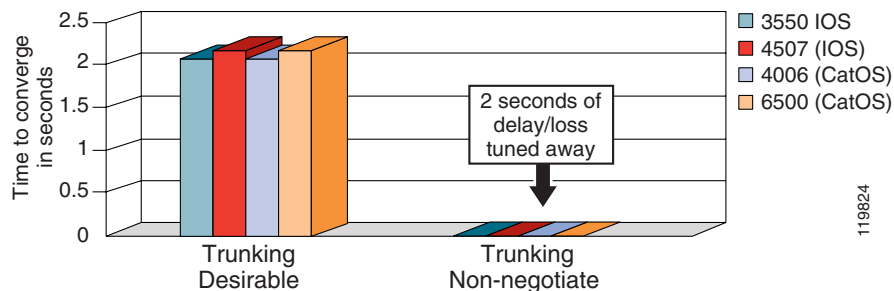 2.5
2
1.5
1
0.5
0
Time to converge
in seconds
2 seconds of
delay/loss
tuned away
Trunking
Desirable
Trunking
Non-negotiate
3550 IOS
4507 (IOS)
4006 (CatOS)
6500 (CatOS)
119824